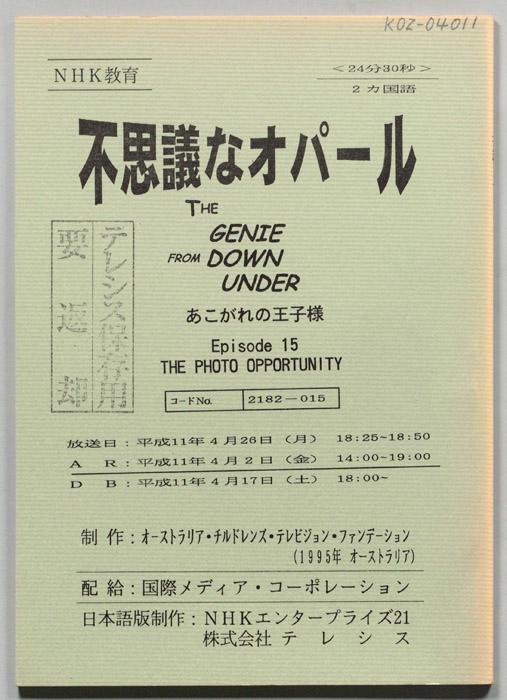 KOZ-04011
NHK教育
＜24分30秒＞
2 カ国語
不思議なオパール
THE
GENIE
FROM DOWN
UNDER
あこがれの王子様
Episode 15
THE PHOTO OPPORTUNITY
コードNo. 2182－015
テレシス保存用
要返却
放送日：平成11年 4 月26日（月） 18:25~18:50
A R：平成11年 4 月 2 日（金） 14:00~19:00
D B：平成11年 4 月17日（土） 18:00~
制作：オーストラリア・チルドレンズ・テレビジョン・ファンデーション
(1995年 オーストラリア)
配給：国際メディア・コーポレーション
日本語版制作：NHKエンタープライズ21
株式会社 テ レ シ ス